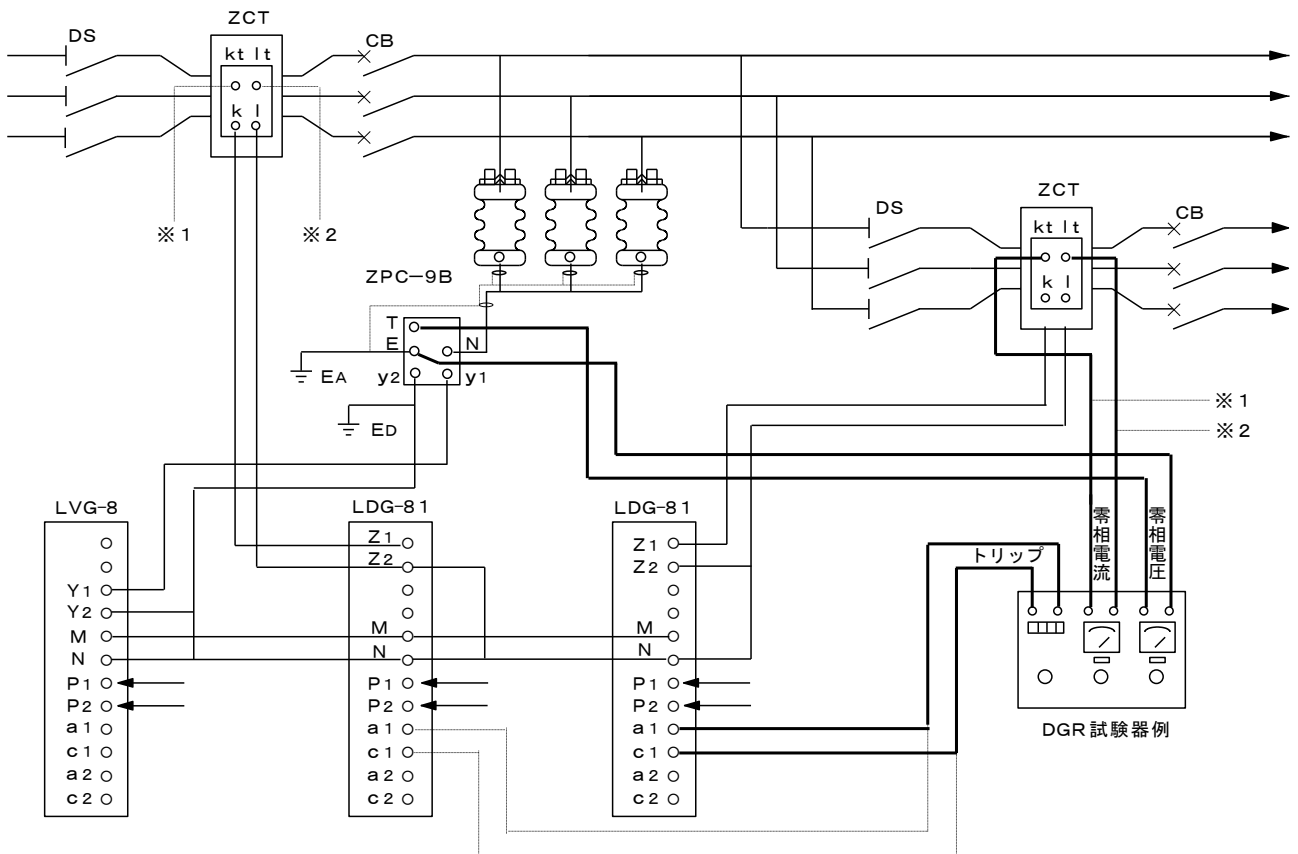 ZCT
DS
kt lt
CB
k l
※1
※2
ZPC-9B
T
E
N
EA
y2
y1
ED
ZCT
DS
kt lt
CB
k l
※1
※2
LVG-8
Y1
Y2
M
N
P1
P2
a1
c1
a2
c2
LDG-81
Z1
Z2
M
N
P1
P2
a1
c1
a2
c2
LDG-81
Z1
Z2
M
N
P1
P2
a1
c1
a2
c2
トリップ
零相電流
零相電圧
DGR試験器例